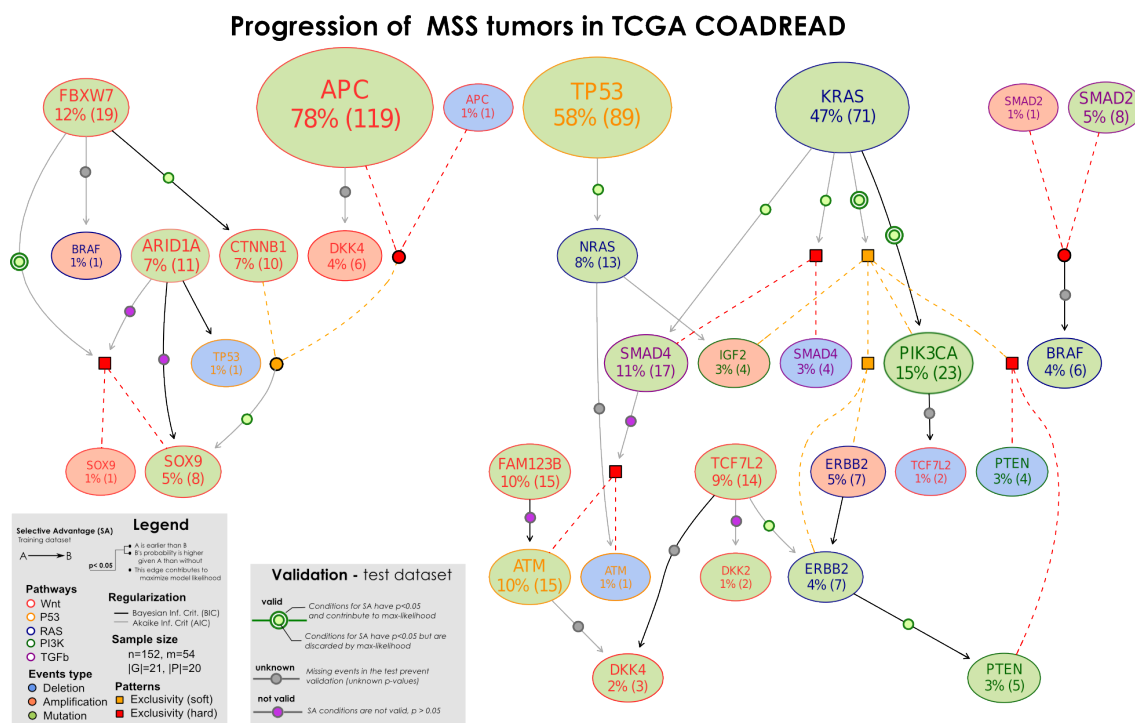 Progression of MSS tumors in TCGA COADREAD
FBXW7
12% (19)
APC
78% (119)
APC
1% (1)
TP53
58% (89)
KRAS
47% (71)
SMAD2
1% (1)
SMAD2
5% (8)
BRAF
1% (1)
ARID1A
7% (11)
CTNNB1
7% (10)
DKK4
4% (6)
NRAS
8% (13)
TP53
1% (1)
SMAD4
11% (17)
IGF2
3% (4)
SMAD4
3% (4)
PIK3CA
15% (23)
BRAF
4% (6)
SOX9
1% (1)
SOX9
5% (8)
FAM123B
10% (15)
TCF7L2
9% (14)
ERBB2
5% (7)
TCF7L2
1% (2)
PTEN
3% (4)
ATM
10% (15)
ATM
1% (1)
DKK2
1% (2)
ERBB2
4% (7)
DKK4
2% (3)
PTEN
3% (5)
Legend
Selective Advantage (SA)
Training dataset
A
B
p< 0.05
A is earlier than B
B's probability is higher
given A than without
This edge contributes to
maximize model likelihood
Pathways
Wnt
P53
RAS
PI3K
TGFb
Events type
Deletion
Amplification
Mutation
Regularization
Bayesian Inf. Crit. (BIC)
Akaike Inf. Crit (AIC)
Sample size
n=152, m=54
|G|=21, |P|=20
Patterns
Exclusivity (soft)
Exclusivity (hard)
Validation - test dataset
valid
Conditions for SA have p<0.05
and contribute to max-likelihood
Conditions for SA have p<0.05 but are
discarded by max-likelihood
unknown
Missing events in the test prevent
validation (unknown p-values)
not valid
SA conditions are not valid, p > 0.05